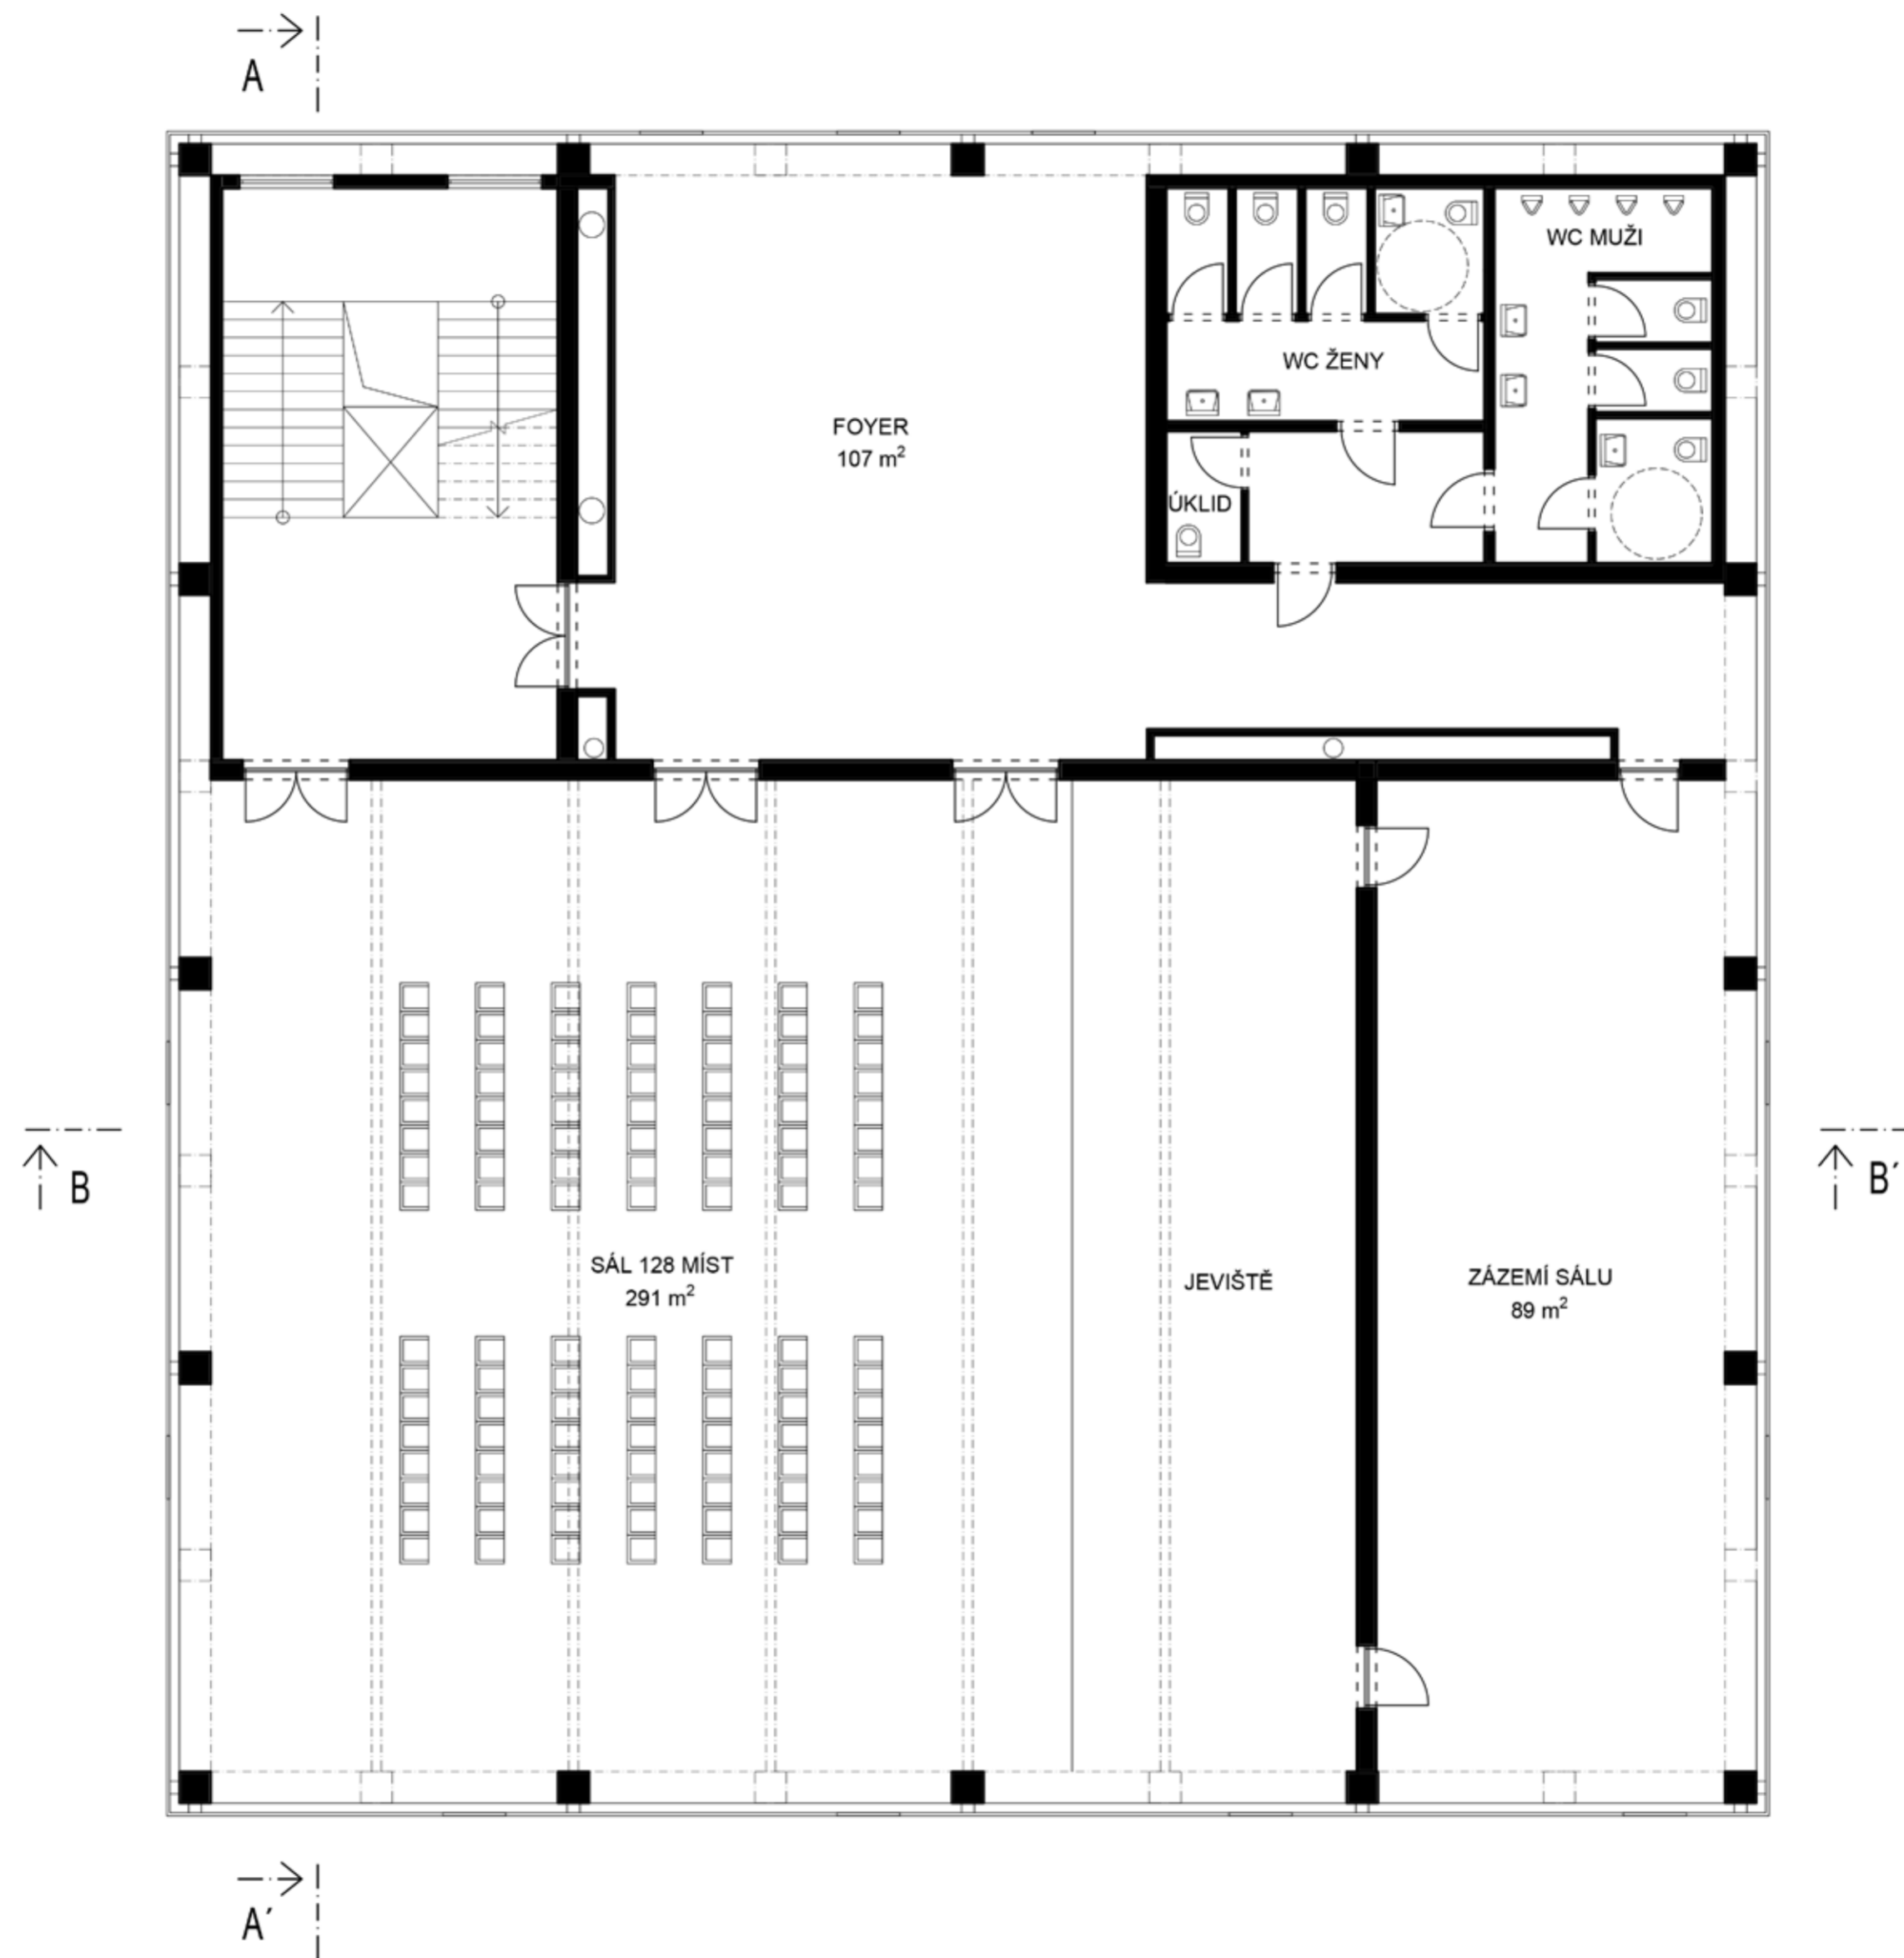 A
WC MUŽI
WC ŽENY
FOYER
107 m²
ÚKLID
B
B´
SÁL 128 MÍST
291 m²
JEVIŠTĚ
ZÁZEMÍ SÁLU
89 m²
A´